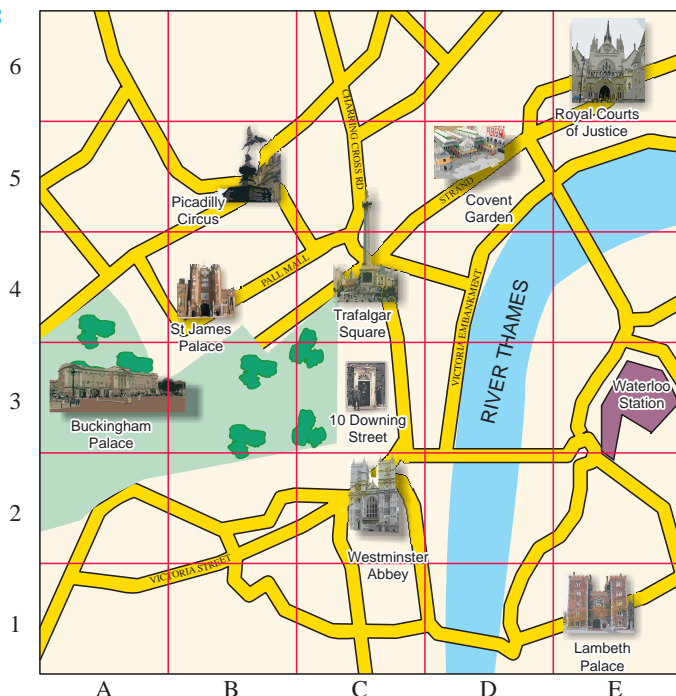 6
Royal Courts
of Justice
CHARRING CROSS RD
5
Picadilly
Circus
STRAND
Covent
Garden
4
PALL MALL
St James
Palace
Trafalgar
Square
VICTORIA EMBANKMENT
RIVER THAMES
3
Buckingham
Palace
10 Downing
Street
Waterloo
Station
2
Westminster
Abbey
VICTORIA STREET
1
Lambeth
Palace
A B C D E